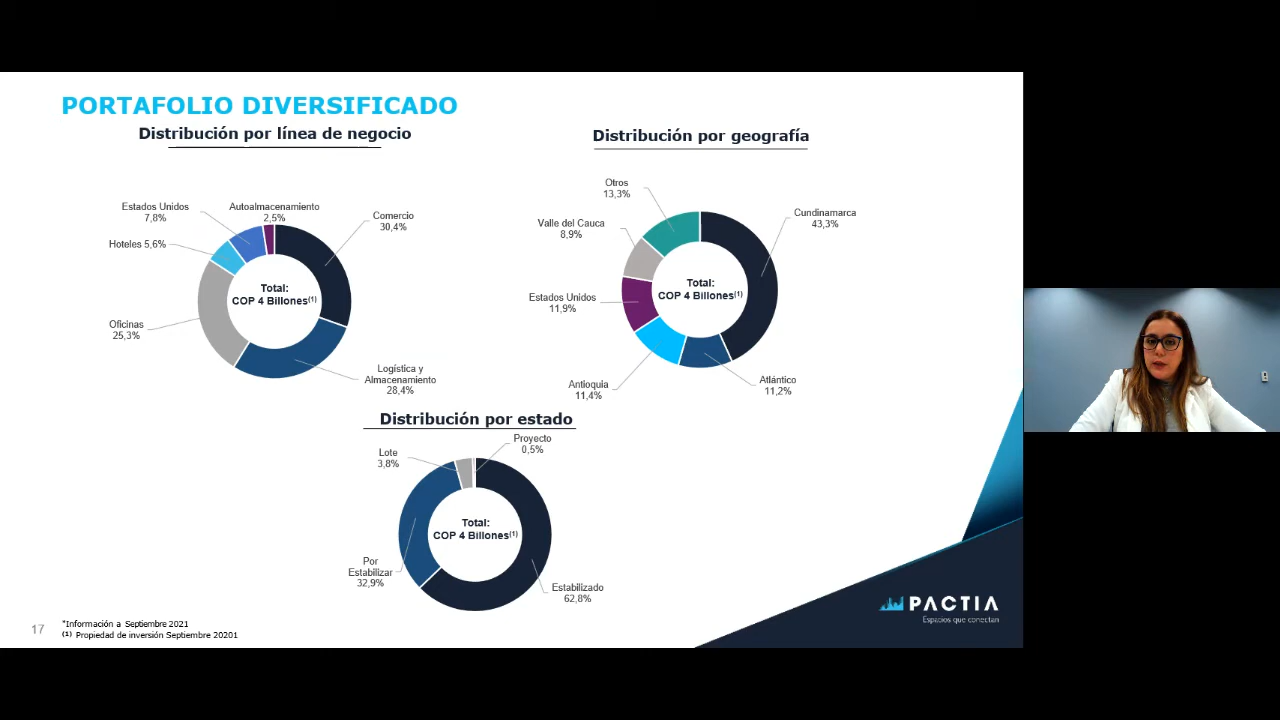 PORTAFOLIO DIVERSIFICADO
Distribución por línea de negocio
Estados Unidos
7,8%
Autoalmacenamiento
2,5%
Comercio
30,4%
Hoteles 5,6%
Total:
COP 4 Billones(1)
Oficinas
25,3%
Logística y
Almacenamiento
28,4%
Distribución por geografía
Otros
13,3%
Cundinamarca
43,3%
Valle del Cauca
8,9%
Total:
COP 4 Billones(1)
Estados Unidos
11,9%
Antioquia
11,4%
Atlántico
11,2%
Distribución por estado
Proyecto
0,5%
Lote
3,8%
Total:
COP 4 Billones(1)
Por
Estabilizar
32,9%
Estabilizado
62,8%
PACTIA
Espacios que conectan
17
*Información a Septiembre 2021
(1) Propiedad de inversión Septiembre 20201